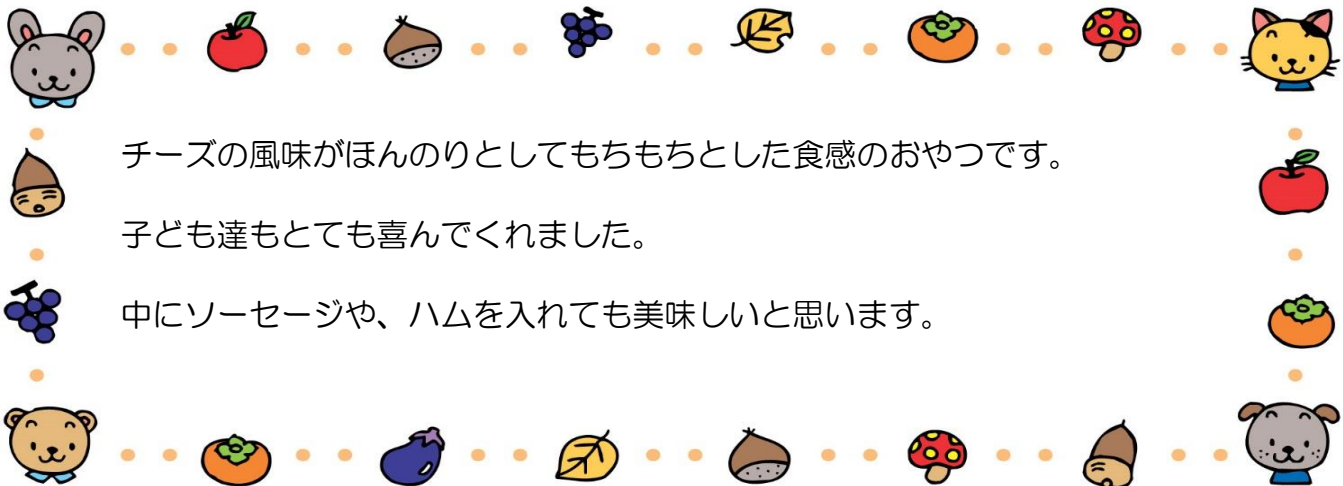 チーズの風味がほんのりとしてもちもちとした食感のおやつです。
子ども達もとても喜んでくれました。
中にソーセージや、ハムを入れても美味しいと思います。